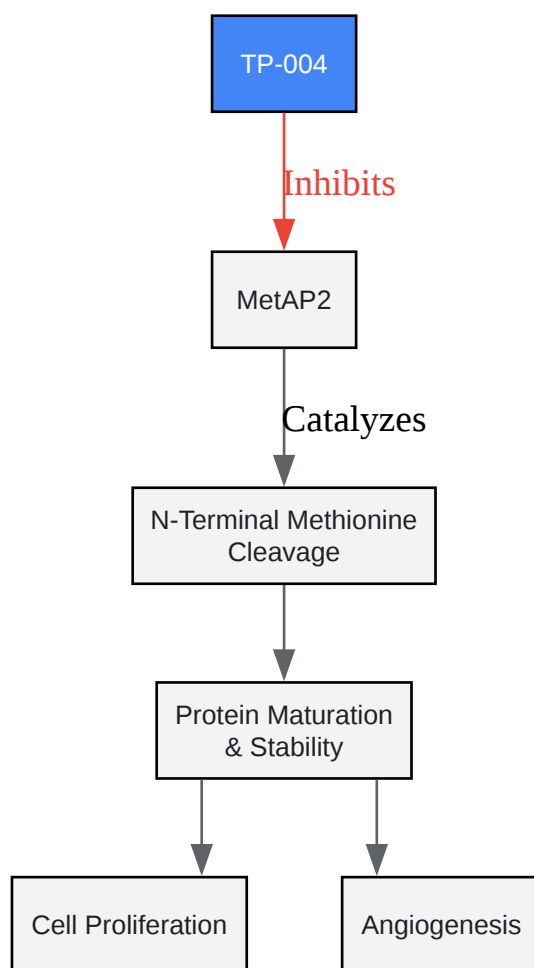 TP-004
Inhibits
MetAP2
Catalyzes
N-Terminal Methionine
Cleavage
Protein Maturation
& Stability
Cell Proliferation
Angiogenesis